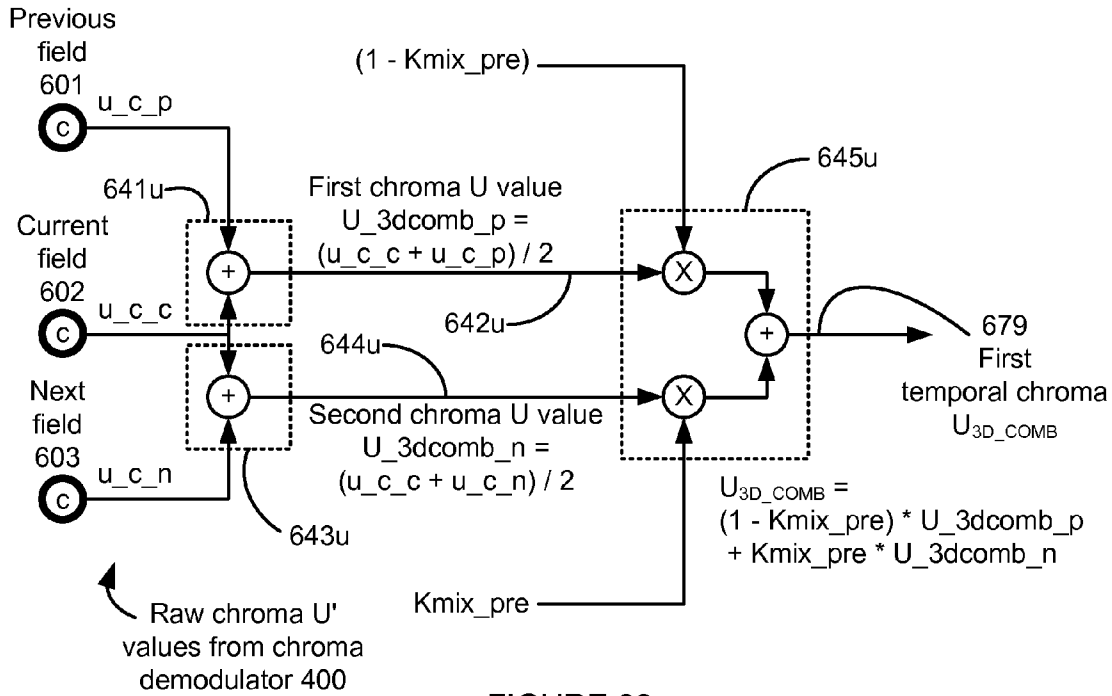 Previous
field
601
u_c_p
c
641u
Current
field
602
u_c_c
c
Next
field
603
u_c_n
c
643u
Raw chroma U'
values from chroma
demodulator 400
+
+
First chroma U value
U_3dcomb_p =
(u_c_c + u_c_p) / 2
642u
644u
Second chroma U value
U_3dcomb_n =
(u_c_c + u_c_n) / 2
(1 - Kmix_pre)
Kmix_pre
645u
X
X
+
679
First
temporal chroma
U3D_COMB
U3D_COMB =
(1 - Kmix_pre) * U_3dcomb_p
+ Kmix_pre * U_3dcomb_n